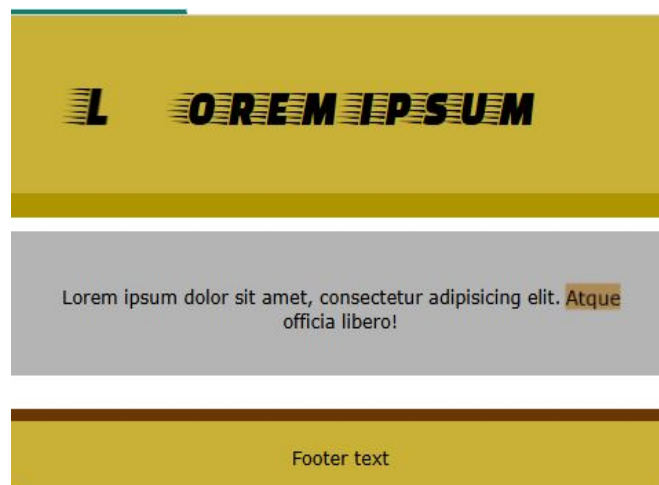 L OREM IPSUM
Lorem ipsum dolor sit amet, consectetur adipisicing elit. Atque
officia libero!
Footer text